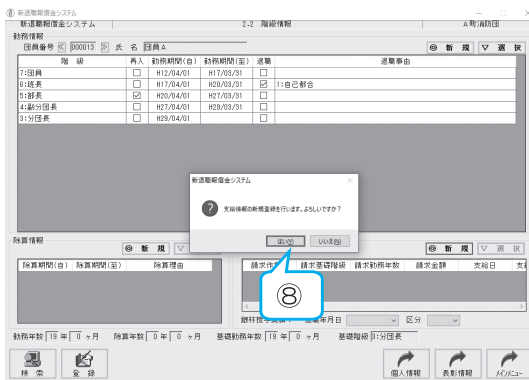 新退職報償金システム
新退職報償金システム 2.2 階級情報 A町消防団
勤務情報
団員番号 000013 氏 名 団員A ◎ 新 規 ▽ 選 択
階 級 再入 勤務期間(自) 勤務期間(至) 退職 退職事由
7:団員 H12/04/01 H17/03/31
6:班長 H17/04/01 H20/03/31 1:自己都合
5:部長 H20/04/01 H27/03/31
4:副分団長 H27/04/01 H29/03/31
3:分団長 H29/04/01
新退職報償金システム
支給情報の新規登録を行います。よろしいですか?
はい(Y) いいえ(N)
除算情報 ◎ 新 規 ▽ ◎ 新 規 ▽ 選 択
除算期間(自) 除算期間(至) 除算理由 請求作 請求基礎階級 請求勤務年数 請求金額 支給日 支
⑧
年月日 区分
勤務年数 19 年 0 ヶ月 除算年数 0 年 0 ヶ月 基礎勤務年数 19 年 0 ヶ月 基礎階級 3:分団長
検 索 登 録 個人情報 表彰情報 メインメニュー